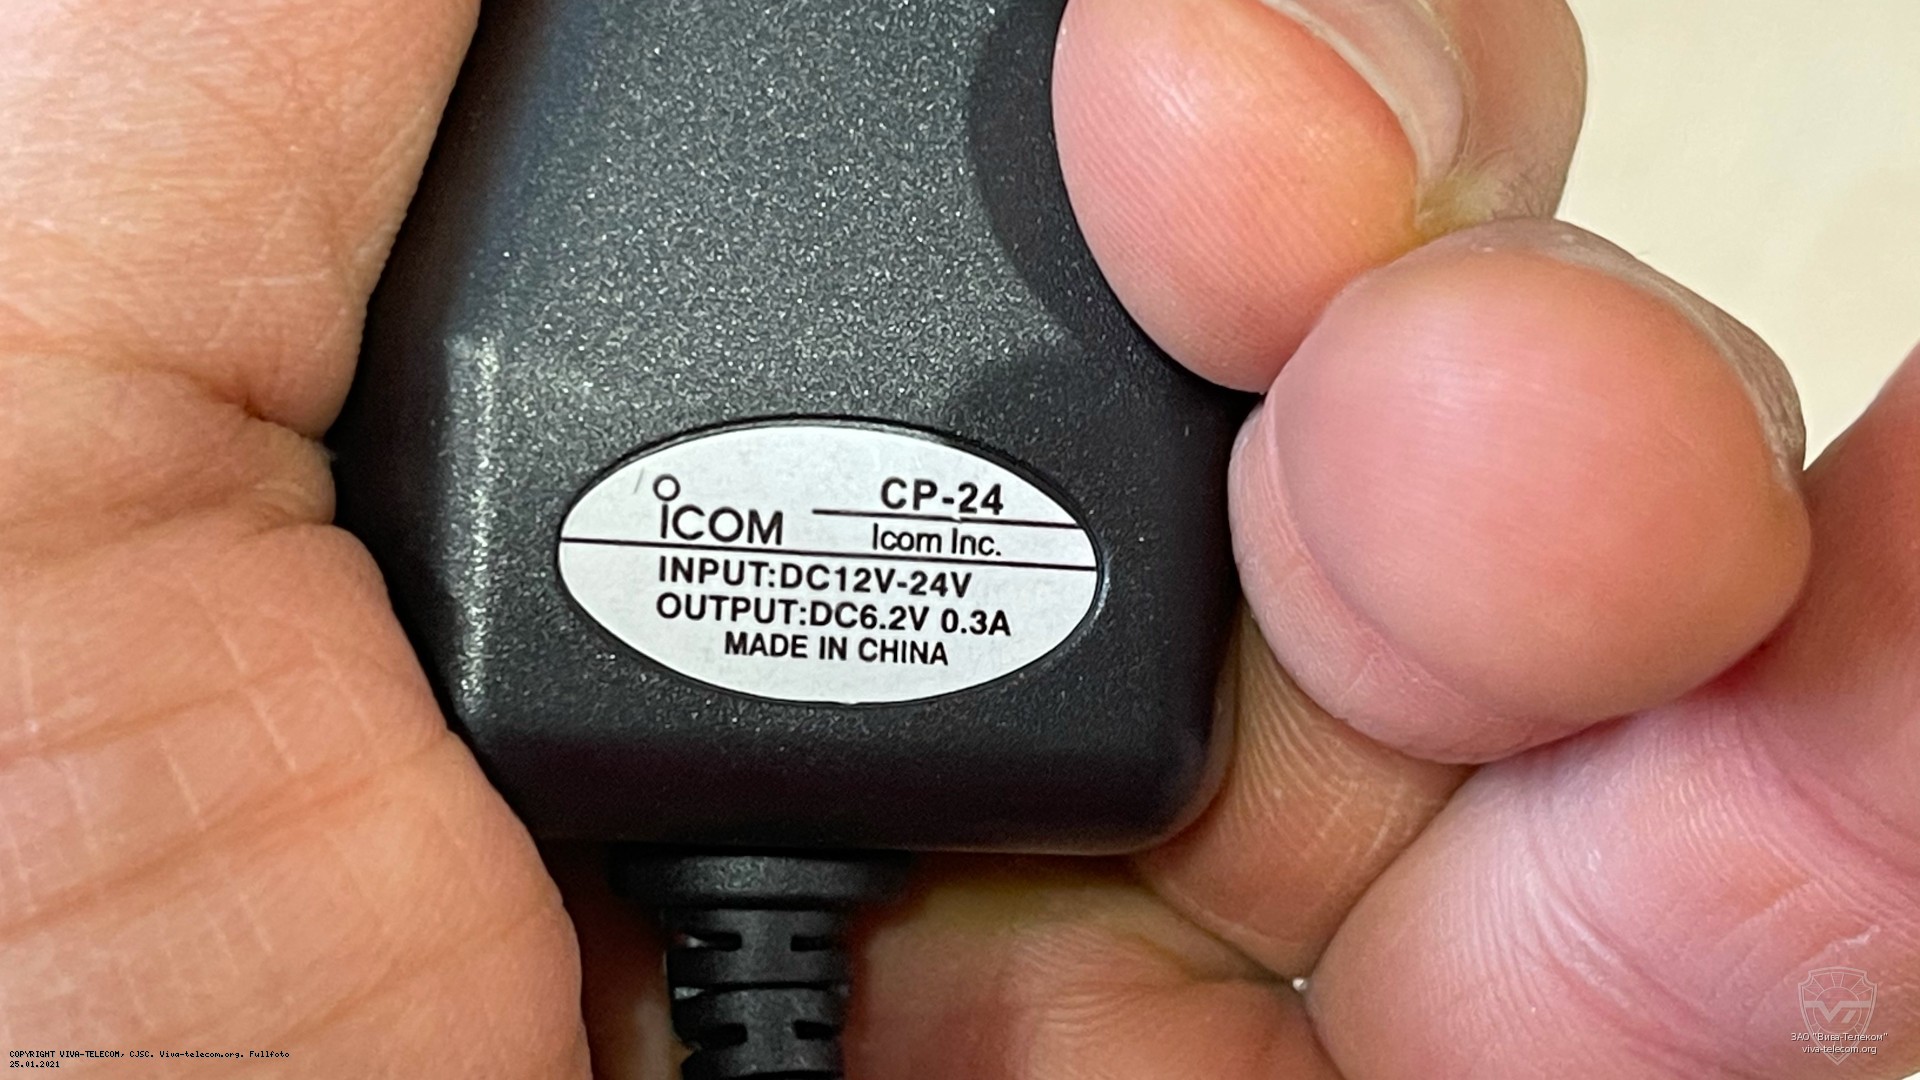 iCOM
CP-24
Icom Inc.
INPUT:DC12V-24V
OUTPUT:DC6.2V 0.3A
MADE IN CHINA
COPYRIGHT VIVA-TELECOM, CJSC. Viva-telecom.org. Fullfoto
25.01.2021
ЗАО "Вива-Телеком"
viva-telecom.org